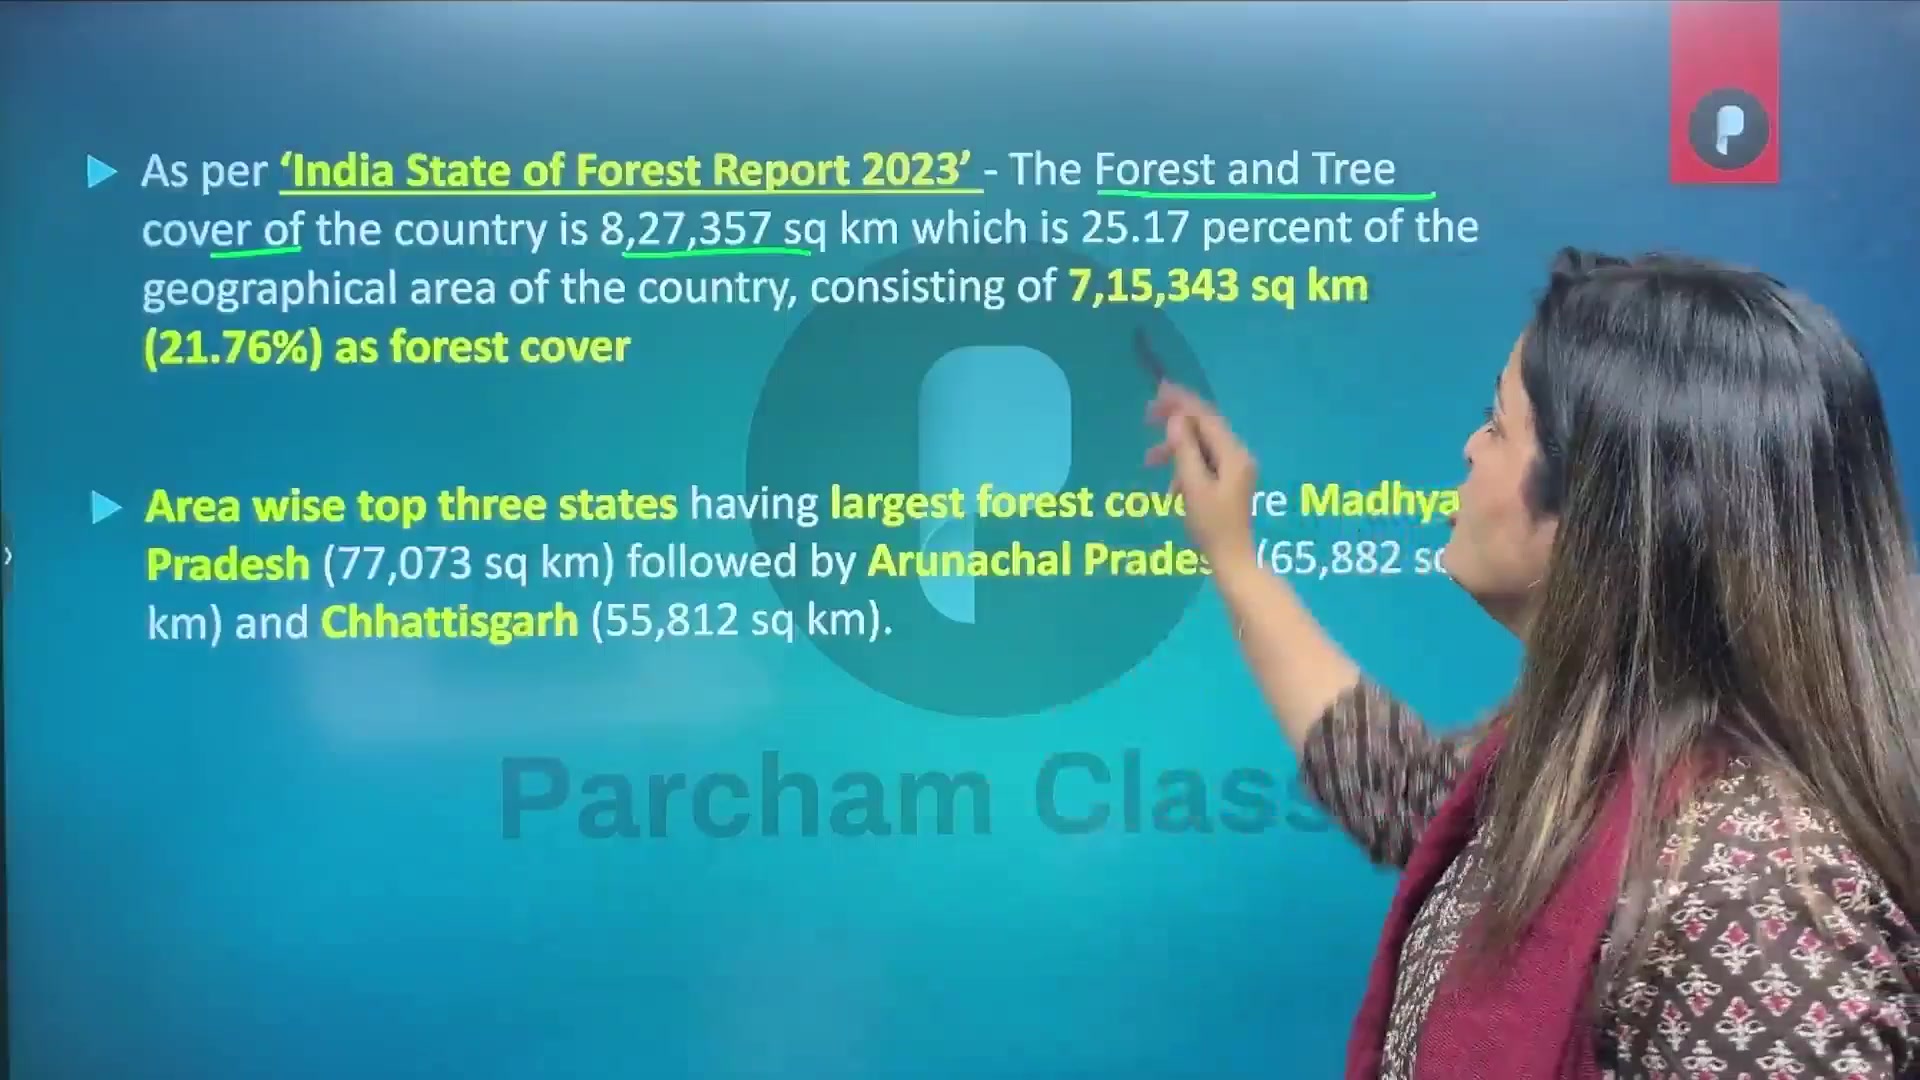 As per ‘India State of Forest Report 2023’ - The Forest and Tree
cover of the country is 8,27,357 sq km which is 25.17 percent of the
geographical area of the country, consisting of 7,15,343 sq km
(21.76%) as forest cover
Area wise top three states having largest forest cove re Madhya
Pradesh (77,073 sq km) followed by Arunachal Prades (65,882 sq
km) and Chhattisgarh (55,812 sq km).
Parcham Class